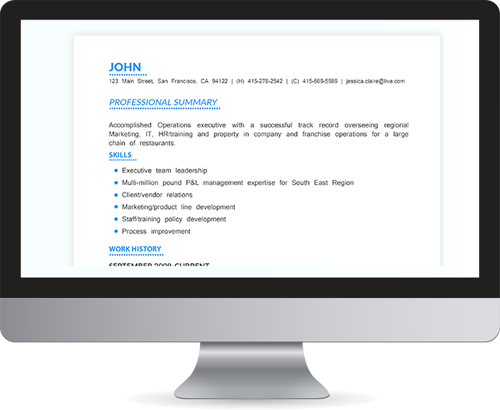 JOHN
123 Main Street, San Francisco, CA 94122 | (H) 415-278-2542 | (C) 415-669-5989 | jessica.claire@live.com
PROFESSIONAL SUMMARY
Accomplished Operations executive with a successful track record overseeing regional
Marketing, IT, HR/training and property in company and franchise operations for a large
chain of restaurants.
SKILLS
Executive team leadership
Multi-million pound P&L management expertise for South East Region
Client/vendor relations
Marketing/product line development
Staff/training policy development
Process improvement
WORK HISTORY
SEPTEMBER 2008-CURRENT